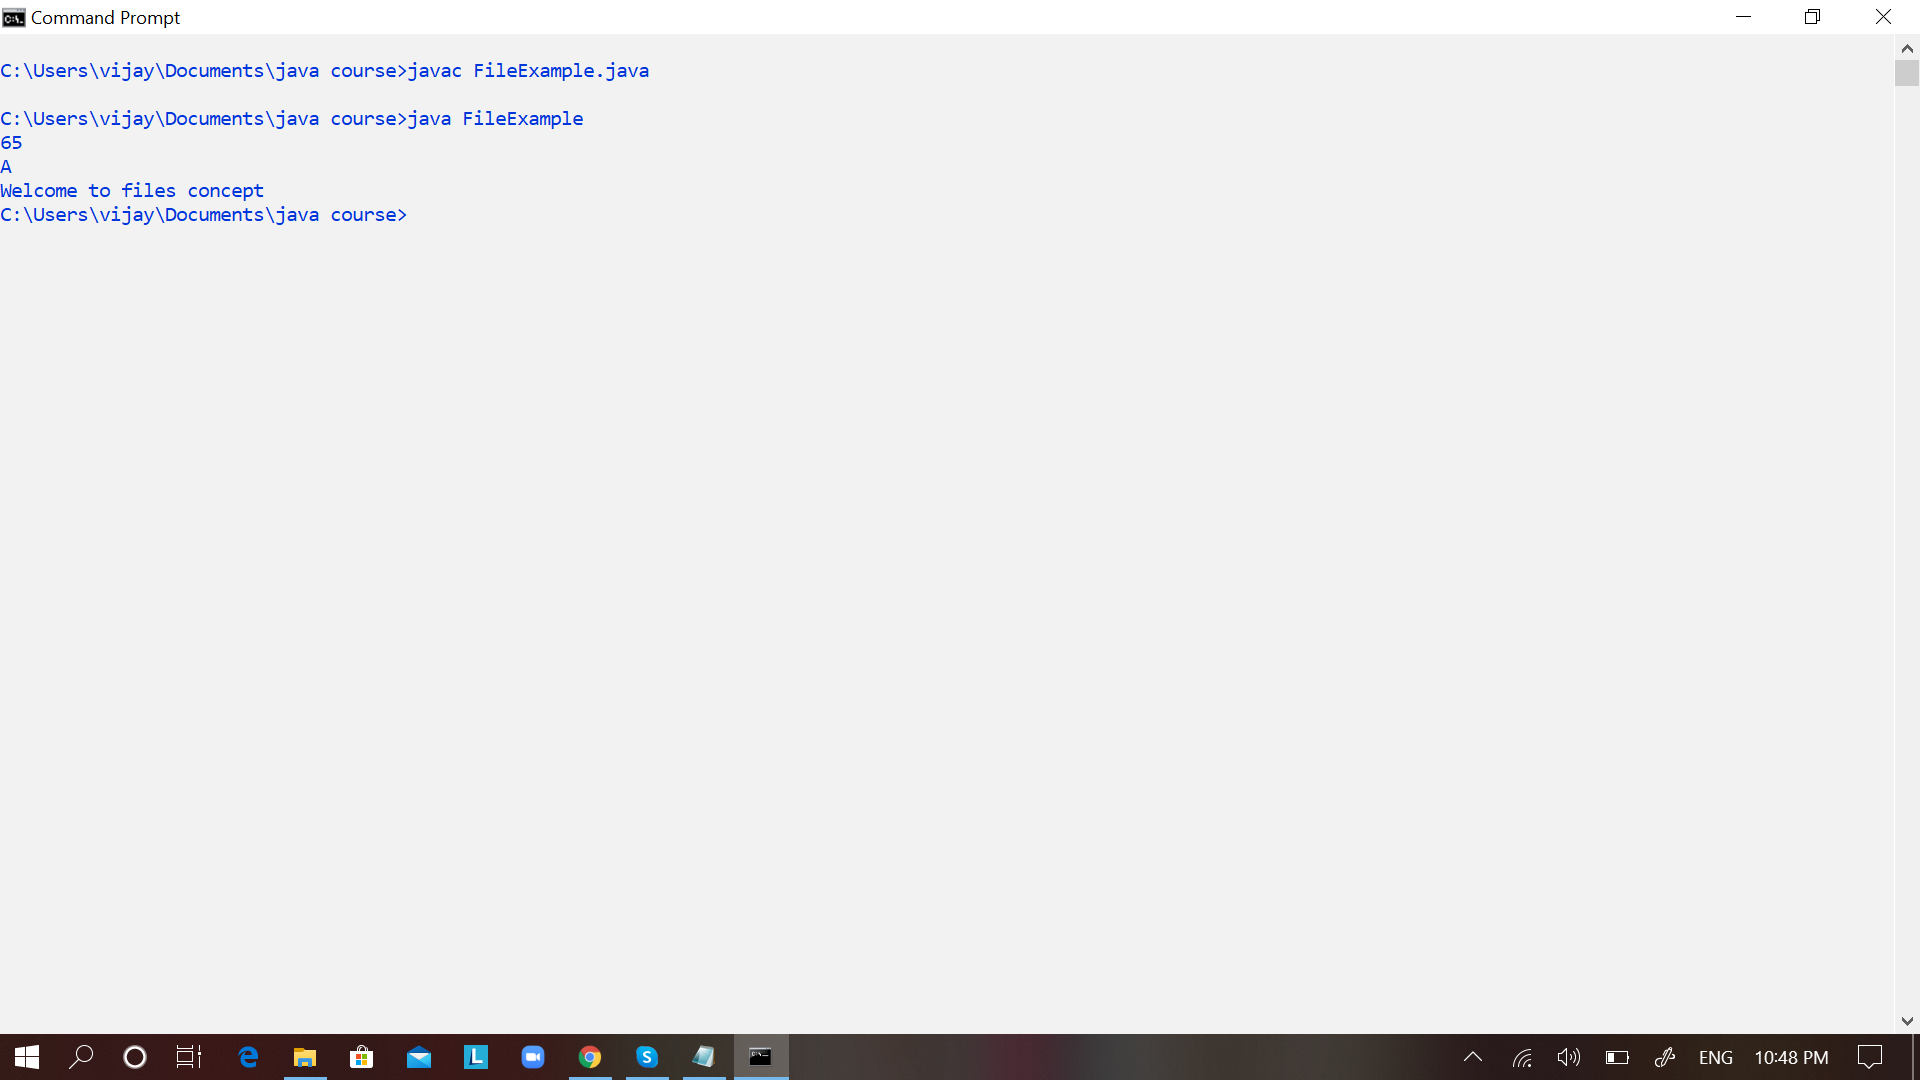 Command Prompt
C:\Users\vijay\Documents\java course>javac FileExample.java
C:\Users\vijay\Documents\java course>java FileExample
65
A
Welcome to files concept
C:\Users\vijay\Documents\java course>
ENG 10:48 PM